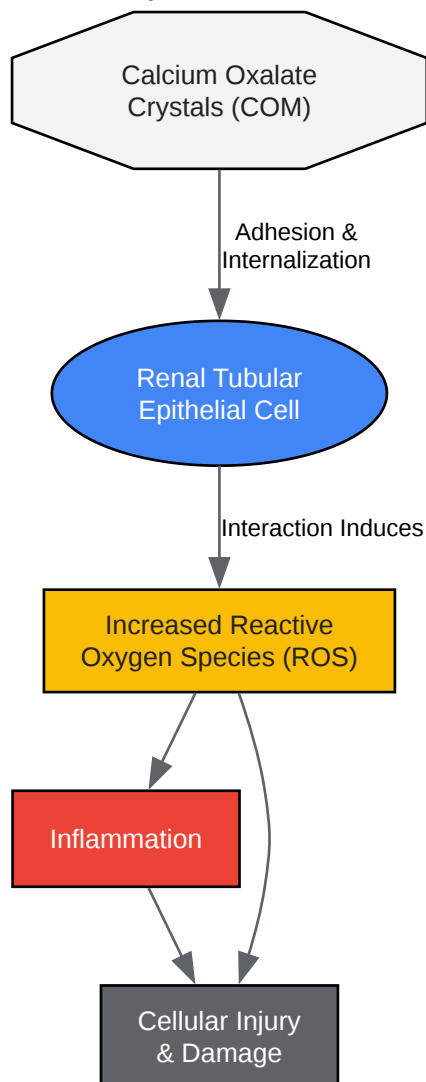 Calcium Oxalate
Crystals (COM)
Adhesion &
Internalization
Renal Tubular
Epithelial Cell
Interaction Induces
Increased Reactive
Oxygen Species (ROS)
Inflammation
Cellular Injury
& Damage